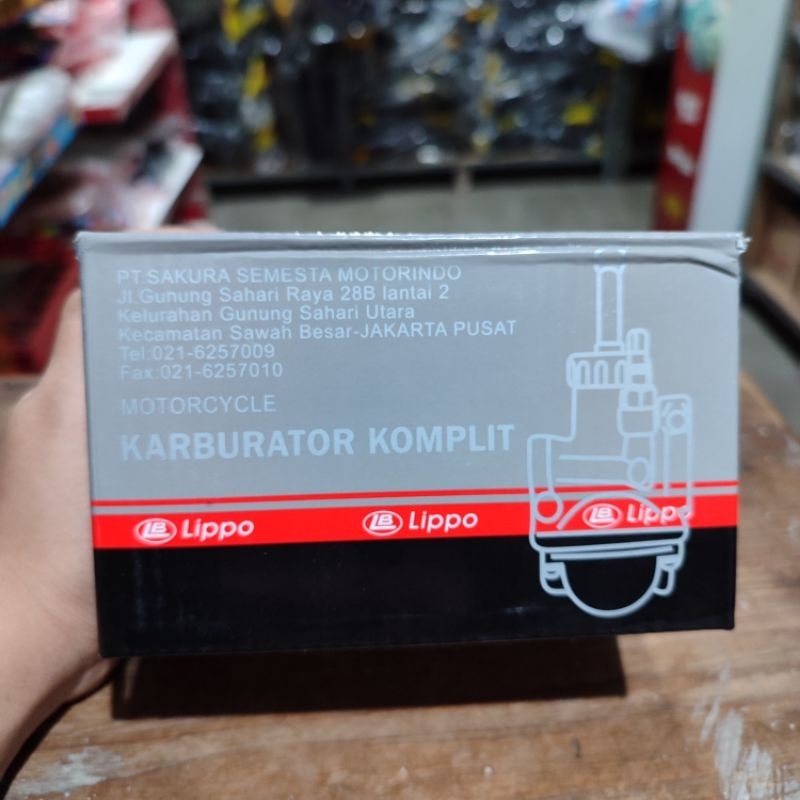 PT.SAKURA SEMESTA MOTORINDO
Jl.Gunung Sahari Raya 28B lantai 2
Kelurahan Gunung Sahari Utara
Kecamatan Sawah Besar-JAKARTA PUSAT
Tel:021-6257009
Fax:021-6257010
MOTORCYCLE
KARBURATOR KOMPLIT
LB Lippo LB Lippo LB Lippo